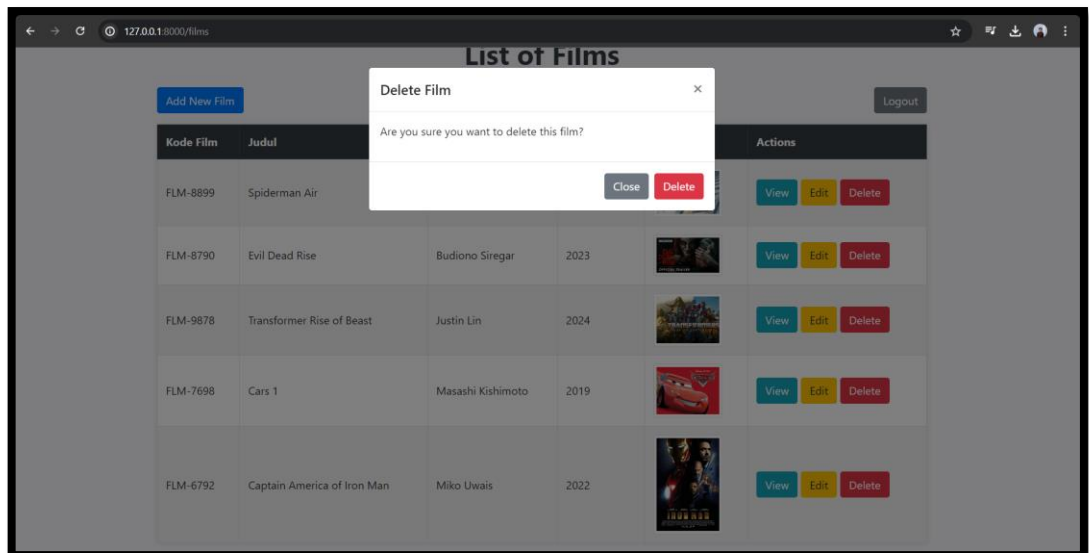 127.0.0.1:8000/films
List of Films
Delete Film ×
Add New Film
Logout
Are you sure you want to delete this film?
Kode Film Judul Actions
Close Delete
FLM-8899 Spiderman Air View Edit Delete
FLM-8790 Evil Dead Rise Budiono Siregar 2023 View Edit Delete
FLM-9878 Transformer Rise of Beast Justin Lin 2024 View Edit Delete
FLM-7698 Cars 1 Masashi Kishimoto 2019 View Edit Delete
FLM-6792 Captain America of Iron Man Miko Uwais 2022 View Edit Delete